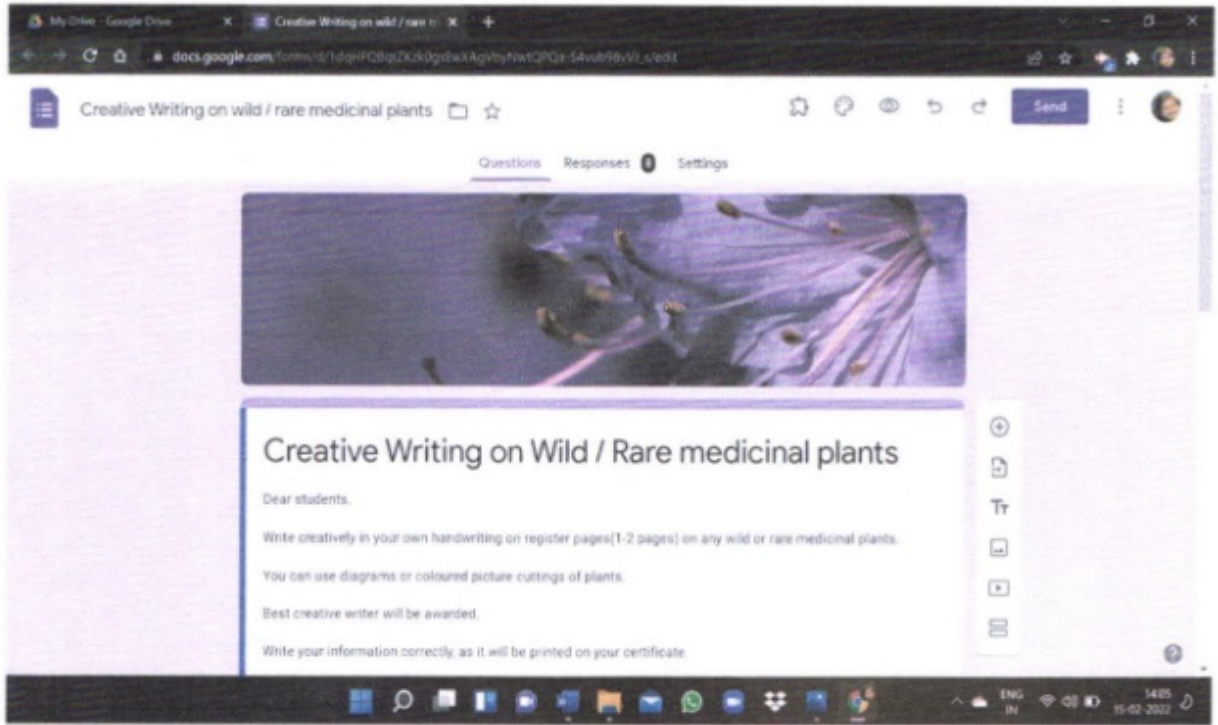 My Drive - Google Drive
Creative Writing on wild / rare m
docs.google.com
Creative Writing on wild / rare medicinal plants
Send
Questions Responses 0 Settings
Creative Writing on Wild / Rare medicinal plants
Dear students,
Write creatively in your own handwriting on register pages(1-2 pages) on any wild or rare medicinal plants.
You can use diagrams or coloured picture cuttings of plants.
Best creative writer will be awarded.
Write your information correctly, as it will be printed on your certificate.
Tт
ENG
IN
14:05
15-02-2022